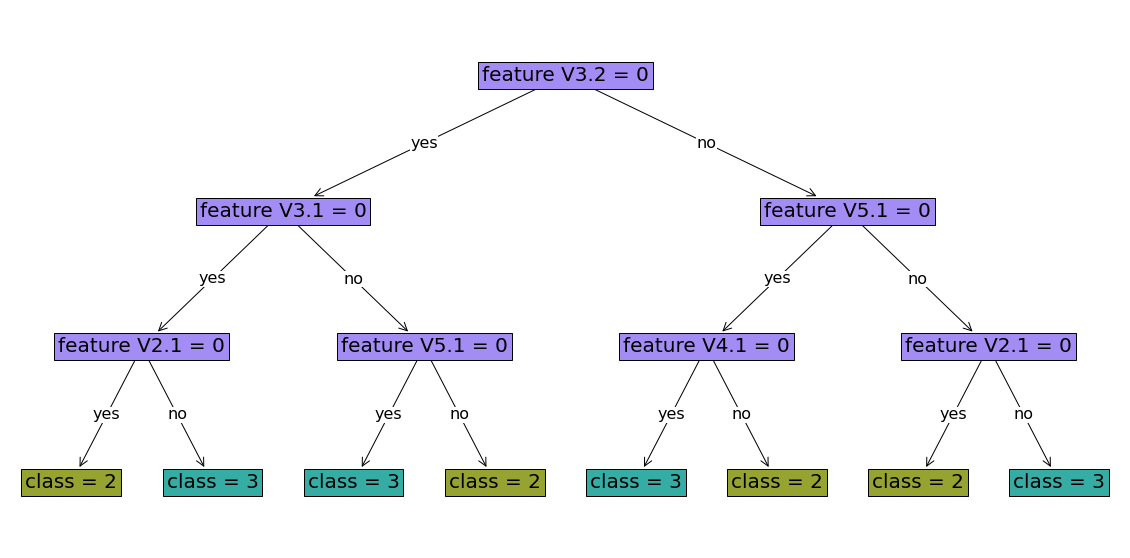 feature V3.2 = 0
yes
no
feature V3.1 = 0
feature V5.1 = 0
yes
no
yes
no
feature V2.1 = 0
feature V5.1 = 0
feature V4.1 = 0
feature V2.1 = 0
yes
no
yes
no
yes
no
yes
no
class = 2
class = 3
class = 3
class = 2
class = 3
class = 2
class = 2
class = 3